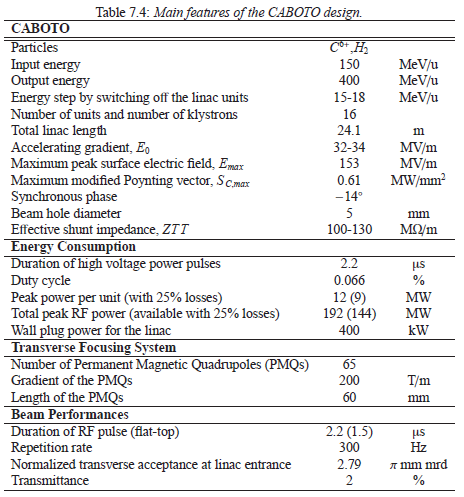 Table 7.4: Main features of the CABOTO design.
CABOTO
Particles C⁶⁺,H₂
Input energy 150 MeV/u
Output energy 400 MeV/u
Energy step by switching off the linac units 15-18 MeV/u
Number of units and number of klystrons 16
Total linac length 24.1 m
Accelerating gradient, E₀ 32-34 MV/m
Maximum peak surface electric field, Eₘₐₓ 153 MV/m
Maximum modified Poynting vector, S_C,max 0.61 MW/mm²
Synchronous phase −14°
Beam hole diameter 5 mm
Effective shunt impedance, ZTT 100-130 MΩ/m
Energy Consumption
Duration of high voltage power pulses 2.2 μs
Duty cycle 0.066 %
Peak power per unit (with 25% losses) 12 (9) MW
Total peak RF power (available with 25% losses) 192 (144) MW
Wall plug power for the linac 400 kW
Transverse Focusing System
Number of Permanent Magnetic Quadrupoles (PMQs) 65
Gradient of the PMQs 200 T/m
Length of the PMQs 60 mm
Beam Performances
Duration of RF pulse (flat-top) 2.2 (1.5) μs
Repetition rate 300 Hz
Normalized transverse acceptance at linac entrance 2.79 π mm mrd
Transmittance 2 %